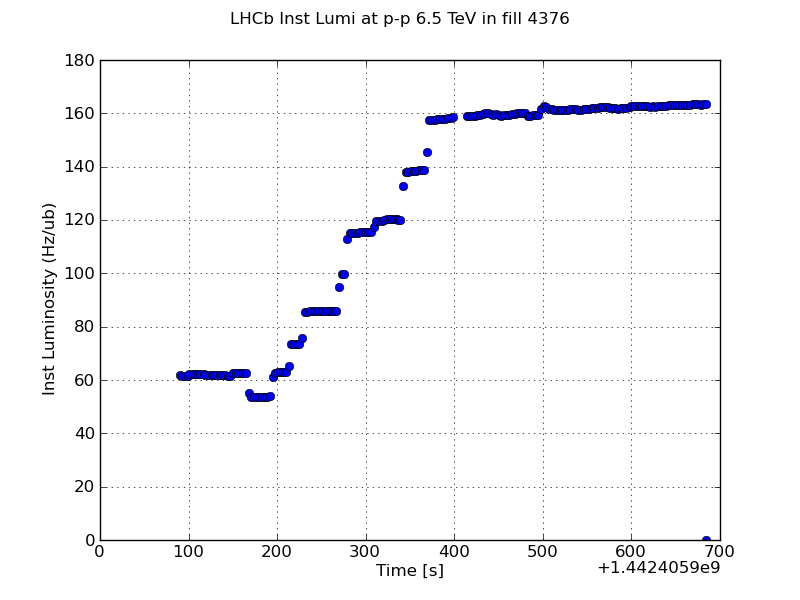 LHCb Inst Lumi at p-p 6.5 TeV in fill 4376
180
160
140
120
100
80
60
40
20
0
Inst Luminosity (Hz/ub)
0 100 200 300 400 500 600 700
Time [s]
+1.4424059e9